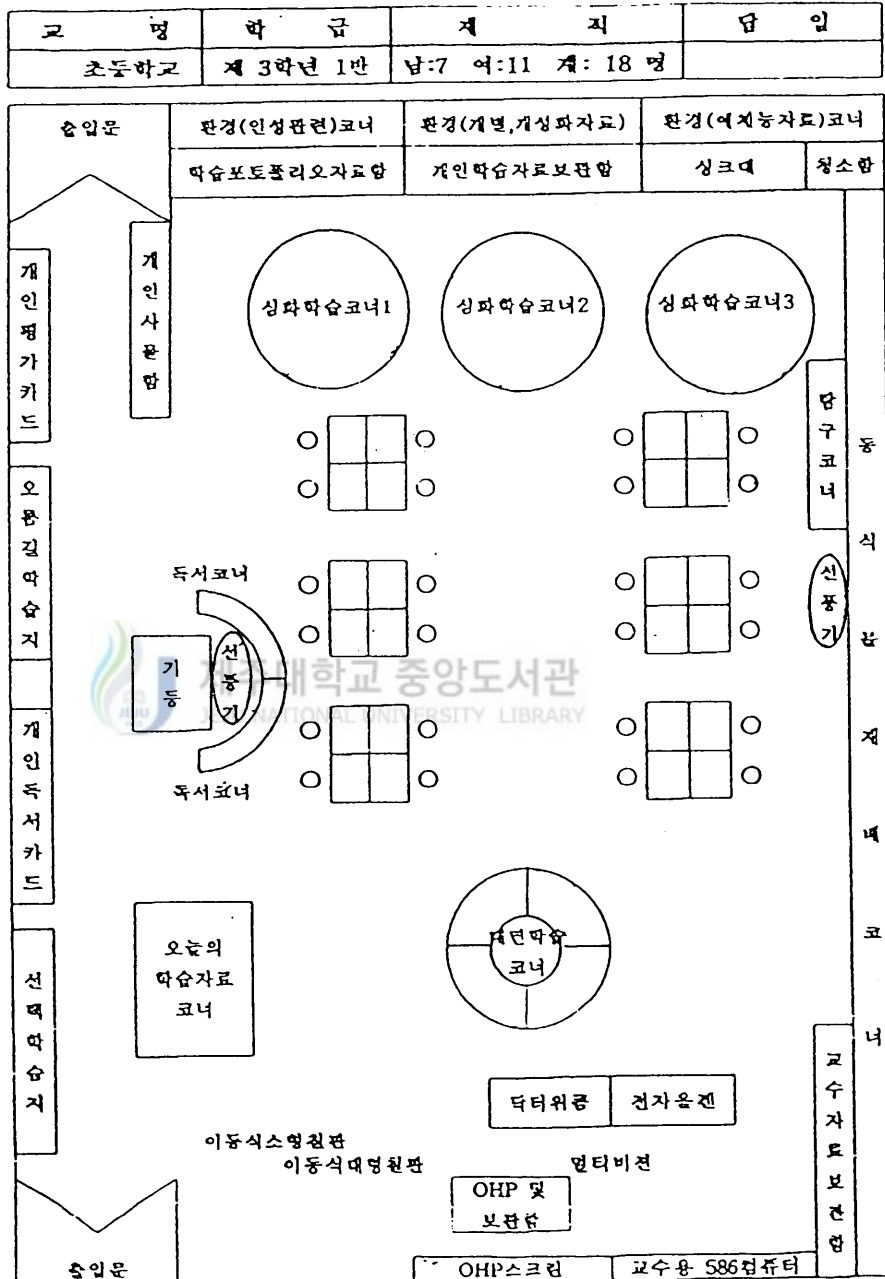 교 명 학 급 재 적 담 임
초등학교 제 3학년 1반 남:7 여:11 계: 18 명
출입문 환경(인성관련)코너 환경(개별,개성화자료) 환경(예체능자료)코너
학습포토폴리오자료함 개인학습자료보관함 싱크대 청소함
개인평가카드
개인사물함
심화학습코너1 심화학습코너2 심화학습코너3
탐구코너
오름길학습지
독서코너
기둥
선풍기
선풍기
제주대학교 중앙도서관
JEJU NATIONAL UNIVERSITY LIBRARY
독서코너
동식물재배코너
개인독서카드
오늘의
학습자료
코너
대면학습
코너
선택학습지
닥터위콤 전자올겐
이동식소형칠판
이동식대형칠판 멀티비젼
OHP 및
보관함
교수자료보관함
출입문 OHP스크린 교수용 586컴퓨터